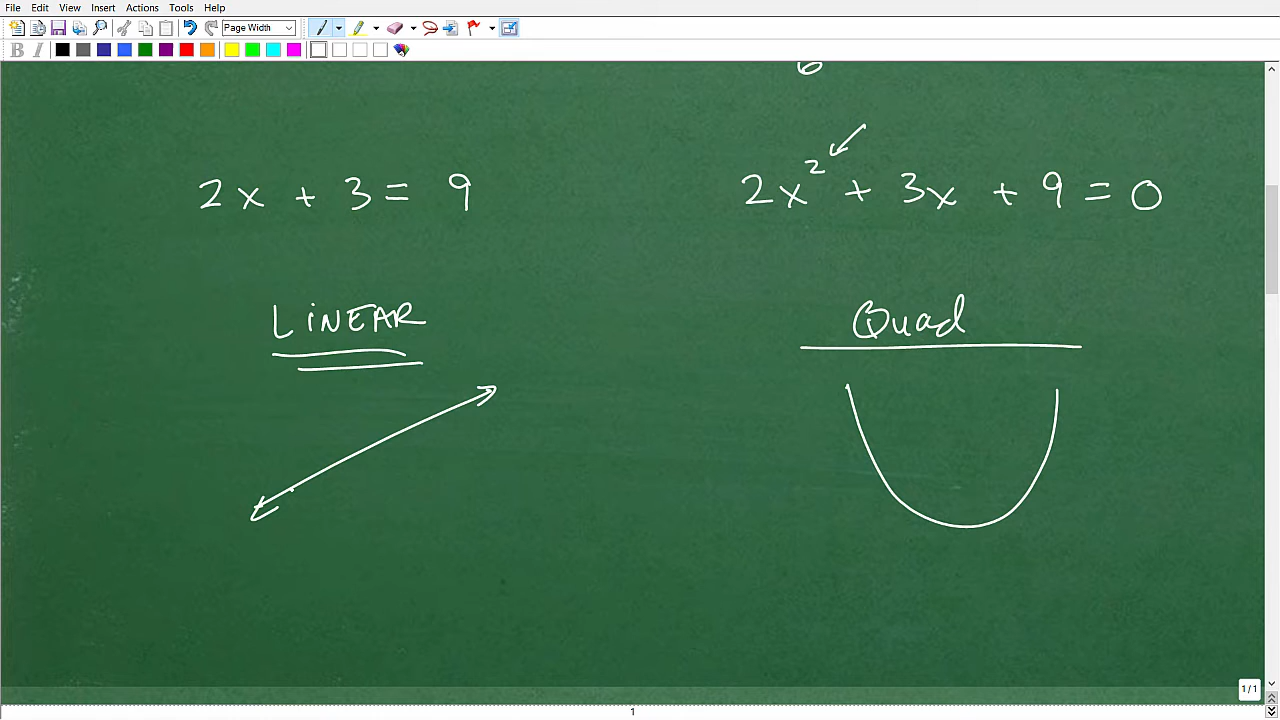 File Edit View Insert Actions Tools Help
Page Width
B I
6
2x + 3 = 9
2x² + 3x + 9 = 0
LiNEAR
Quad
1/1
1